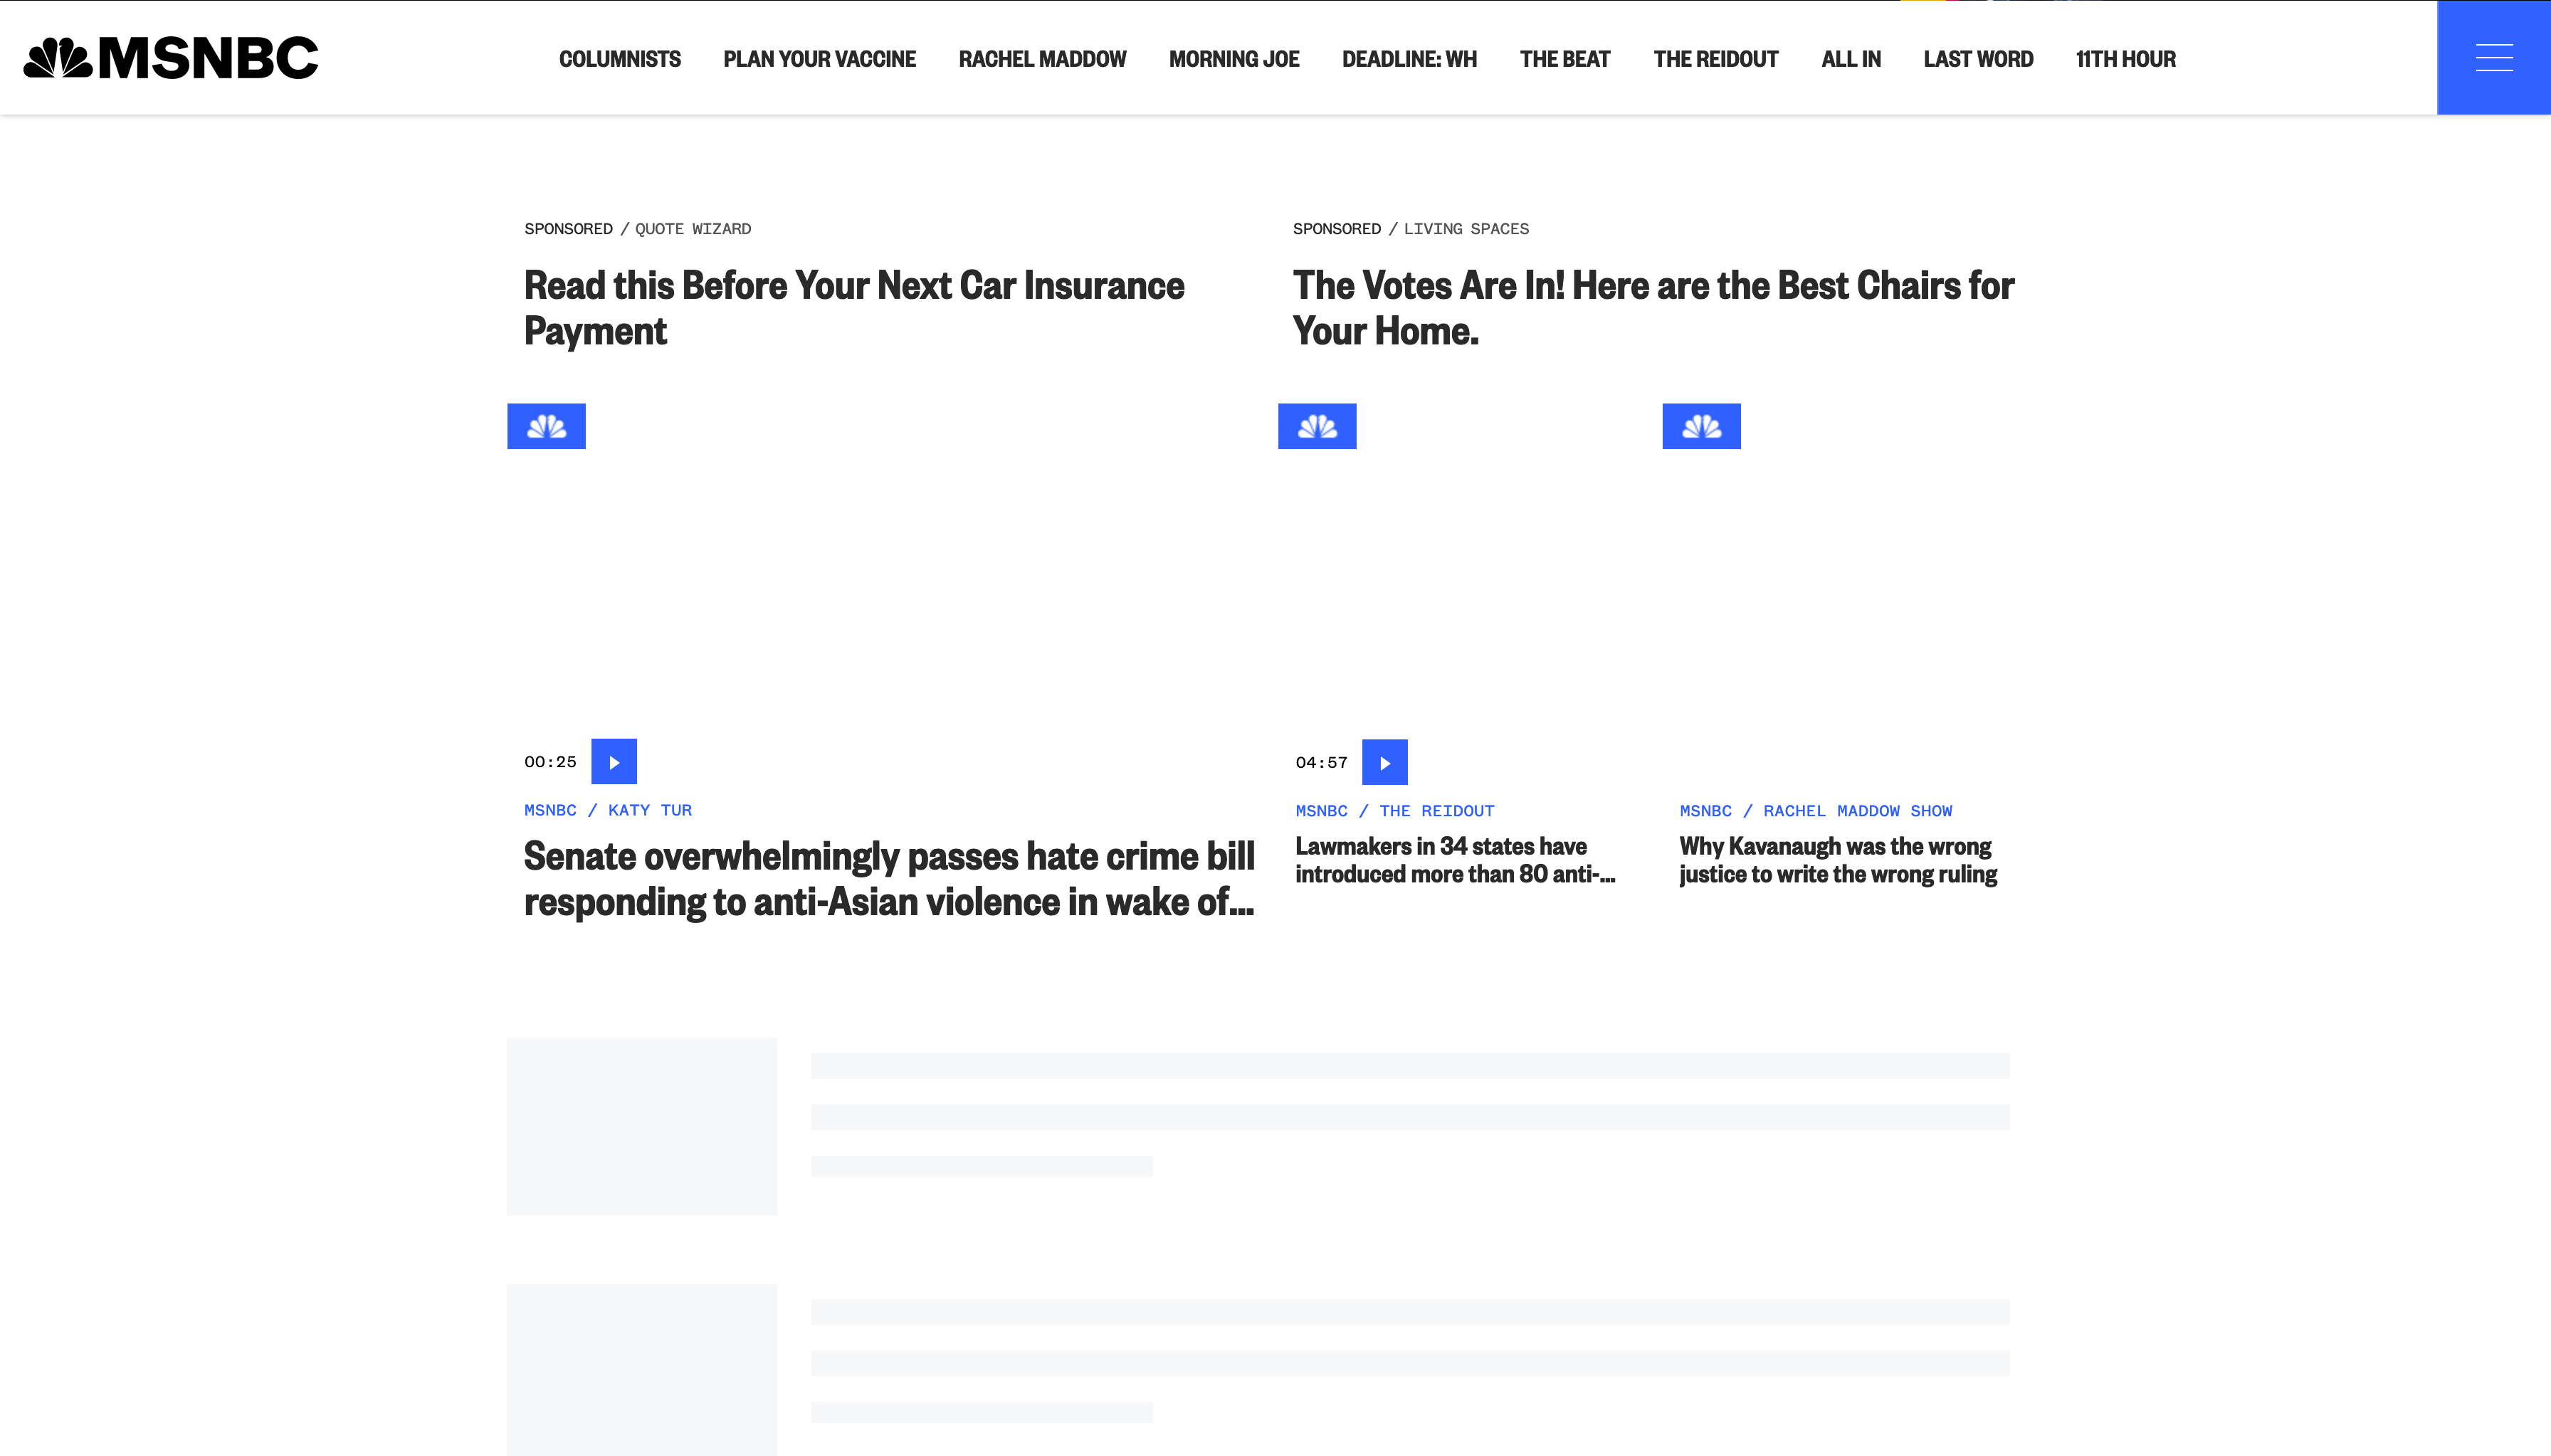 MSNBC
COLUMNISTS PLAN YOUR VACCINE RACHEL MADDOW MORNING JOE DEADLINE: WH THE BEAT THE REIDOUT ALL IN LAST WORD 11TH HOUR
SPONSORED / QUOTE WIZARD
Read this Before Your Next Car Insurance
Payment
SPONSORED / LIVING SPACES
The Votes Are In! Here are the Best Chairs for
Your Home.
00:25
MSNBC / KATY TUR
Senate overwhelmingly passes hate crime bill
responding to anti-Asian violence in wake of...
04:57
MSNBC / THE REIDOUT
Lawmakers in 34 states have
introduced more than 80 anti-...
MSNBC / RACHEL MADDOW SHOW
Why Kavanaugh was the wrong
justice to write the wrong ruling